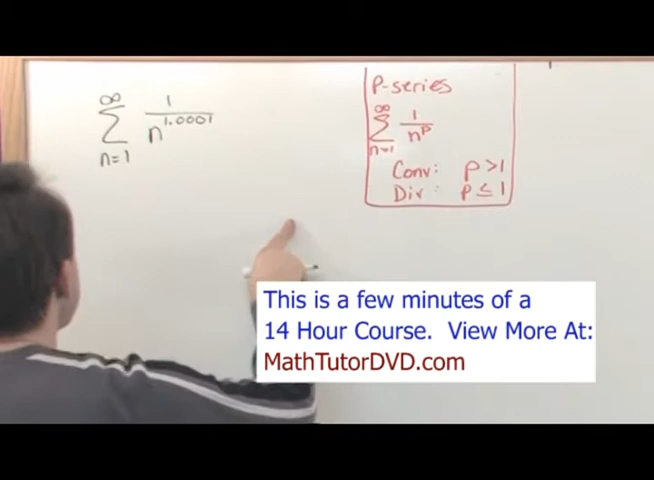 ∞
∑ 1/n^1.0001
n=1
P-series
∞
∑ 1/n^p
n=1
Conv: p >1
Div: p ≤ 1
This is a few minutes of a
14 Hour Course. View More At:
MathTutorDVD.com